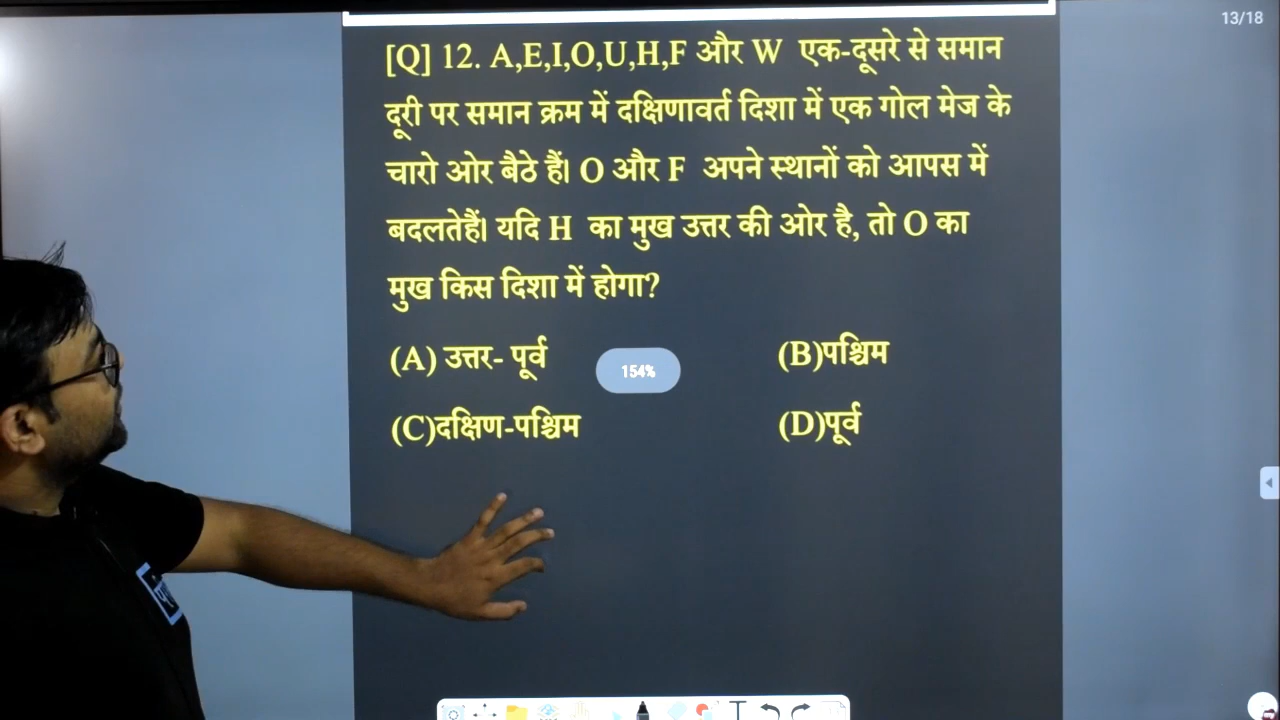 13/18
[Q] 12. A,E,I,O,U,H,F और W एक-दूसरे से समान
दूरी पर समान क्रम में दक्षिणावर्त दिशा में एक गोल मेज के
चारो ओर बैठे हैं। O और F अपने स्थानों को आपस में
बदलतेहैं। यदि H का मुख उत्तर की ओर है, तो O का
मुख किस दिशा में होगा?
(A) उत्तर- पूर्व (B)पश्चिम
154%
(C)दक्षिण-पश्चिम (D)पूर्व